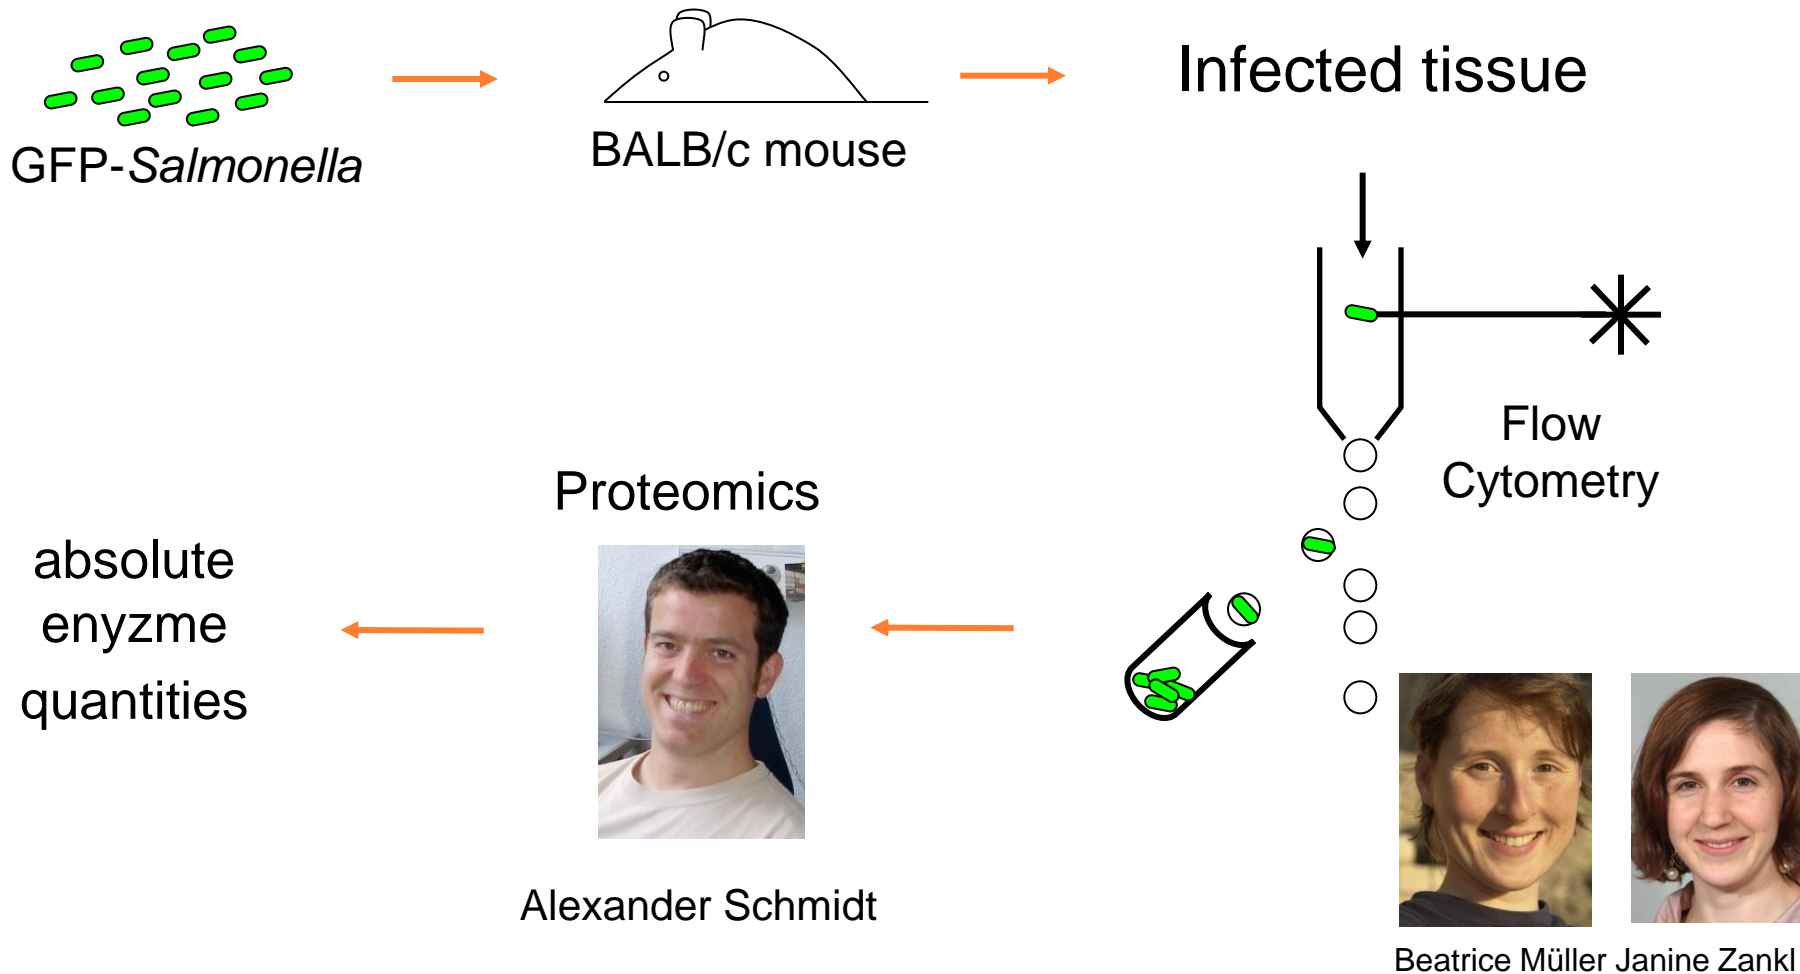 GFP-Salmonella
BALB/c mouse
Infected tissue
Flow
Cytometry
Proteomics
absolute
enyzme
quantities
Alexander Schmidt
Beatrice Müller Janine Zankl